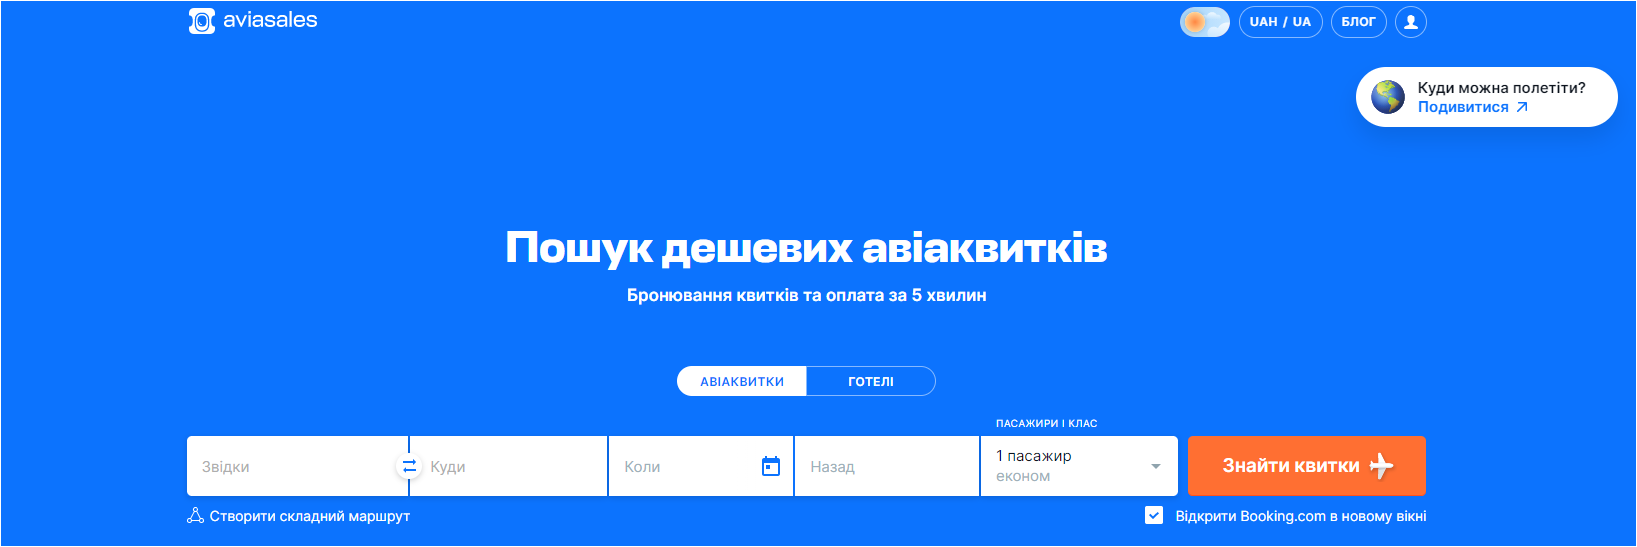 aviasales
UAH / UA
БЛОГ
Куди можна полетіти?
Подивитися
Пошук дешевих авіаквитків
Бронювання квитків та оплата за 5 хвилин
АВІАКВИТКИ
ГОТЕЛІ
ПАСАЖИРИ І КЛАС
Звідки
Куди
Коли
Назад
1 пасажир
економ
Знайти квитки
Створити складний маршрут
Відкрити Booking.com в новому вікні